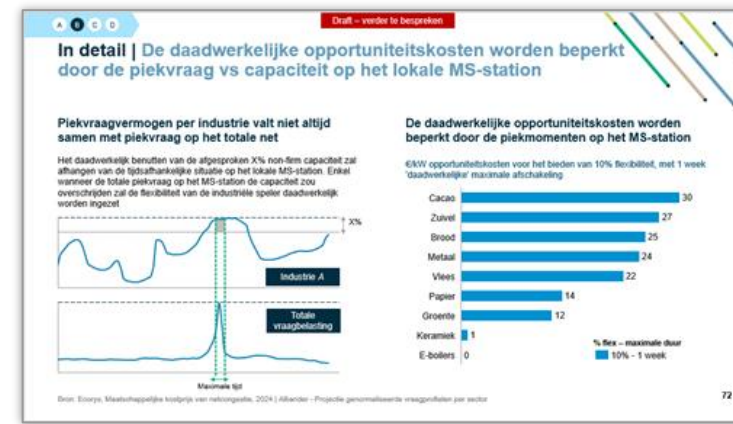 A B C D
Draft – verder te bespreken
In detail | De daadwerkelijke opportuniteitskosten worden beperkt
door de piekvraag vs capaciteit op het lokale MS-station
Piekvraagvermogen per industrie valt niet altijd
samen met piekvraag op het totale net
Het daadwerkelijk benutten van de afgesproken X% non-firm capaciteit zal
afhangen van de tijdsafhankelijke situatie op het lokale MS-station. Enkel
wanneer de totale piekvraag op het MS-station de capaciteit zou
overschrijden zal de flexibiliteit van de industriële speler daadwerkelijk
worden ingezet
X%
Industrie A
Totale
vraagbelasting
Maximale tijd
De daadwerkelijke opportuniteitskosten worden
beperkt door de piekmomenten op het MS-station
€/kW opportuniteitskosten voor het bieden van 10% flexibiliteit, met 1 week
'daadwerkelijke' maximale afschakeling
Cacao 30
Zuivel 27
Brood 25
Metaal 24
Vlees 22
Papier 14
Groente 12
Keramiek 1
E-boilers 0
% flex – maximale duur
10% - 1 week
Bron: Ecorys, Maatschappelijke kostprijs van netcongestie, 2024 | Alliander - Projectie genormaliseerde vraagprofielen per sector
72